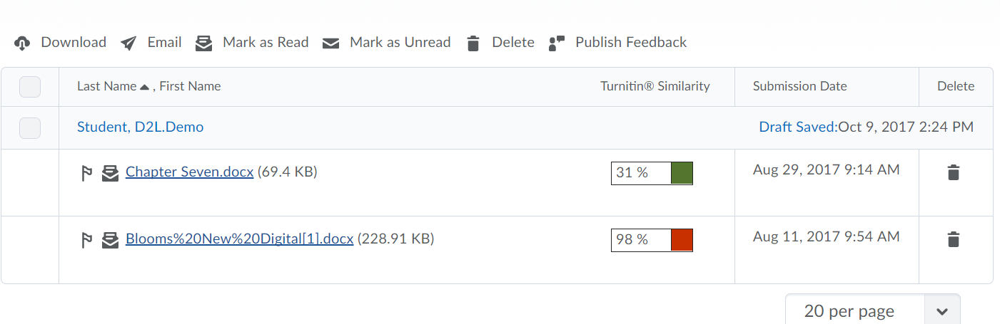 Download Email Mark as Read Mark as Unread Delete Publish Feedback
Last Name , First Name Turnitin® Similarity Submission Date Delete
Student, D2L.Demo Draft Saved:Oct 9, 2017 2:24 PM
Chapter Seven.docx (69.4 KB) 31 % Aug 29, 2017 9:14 AM
Blooms%20New%20Digital[1].docx (228.91 KB) 98 % Aug 11, 2017 9:54 AM
20 per page